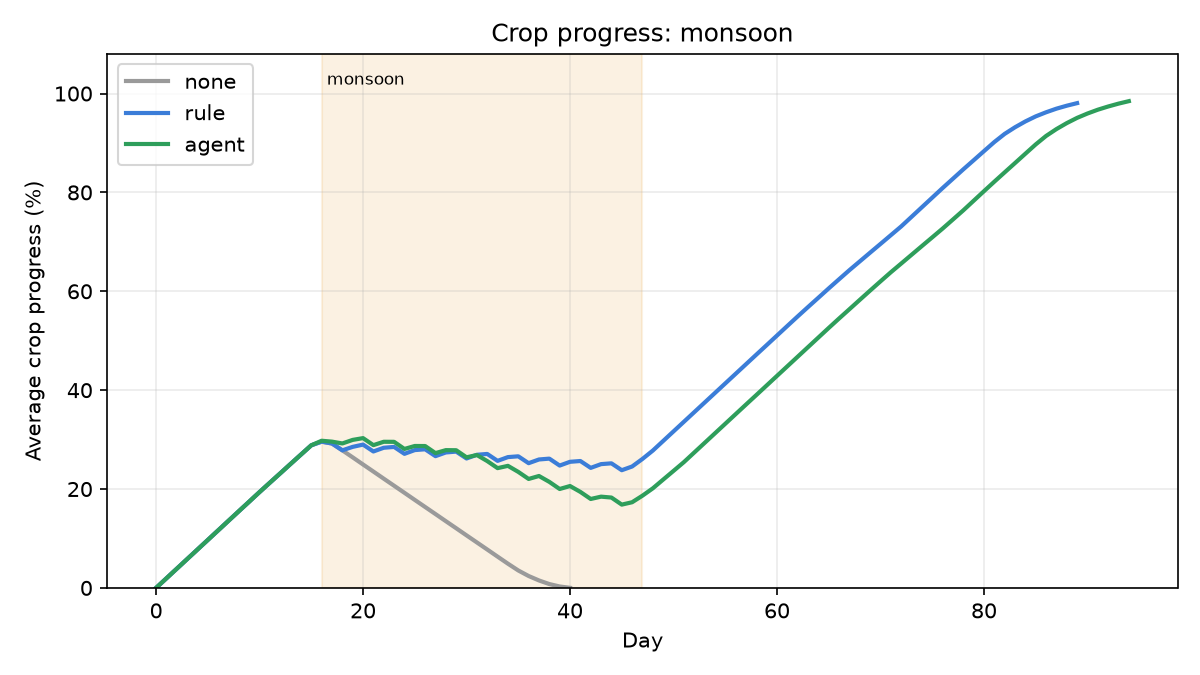 Crop progress: monsoon
none
rule
agent
monsoon
Average crop progress (%)
100
80
60
40
20
0
0 20 40 60 80
Day